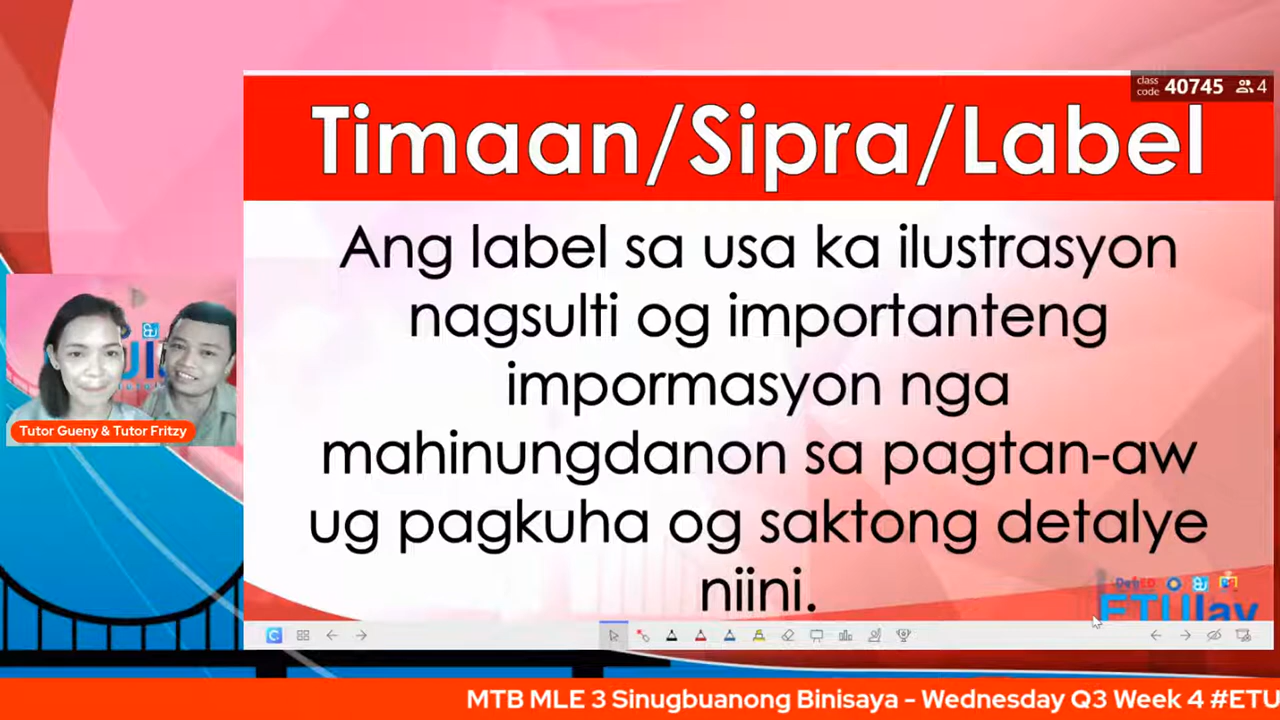 class
code 40745 4
Timaan/Sipra/Label
Ang label sa usa ka ilustrasyon
nagsulti og importanteng
impormasyon nga
mahinungdanon sa pagtan-aw
ug pagkuha og saktong detalye
niini.
DepED
ETUlay
Tutor Gueny & Tutor Fritzy
MTB MLE 3 Sinugbuanong Binisaya - Wednesday Q3 Week 4 #ETU